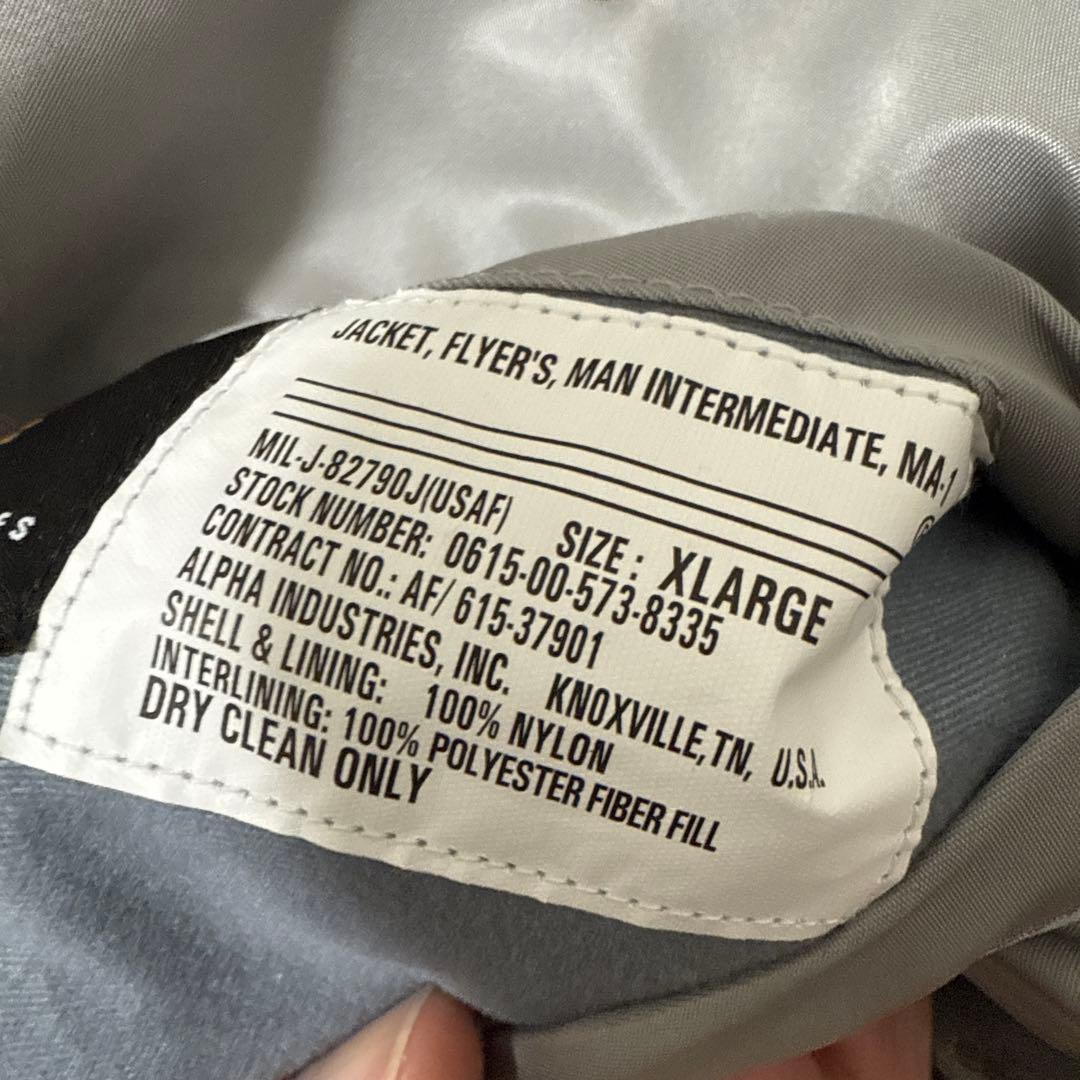 JACKET, FLYER'S, MAN INTERMEDIATE, MA-1
MIL-J-82790J(USAF) SIZE: XLARGE
STOCK NUMBER: 0615-00-573-8335
CONTRACT NO.: AF/ 615-37901
ALPHA INDUSTRIES, INC. KNOXVILLE, TN, U.S.A.
SHELL & LINING: 100% NYLON
INTERLINING: 100% POLYESTER FIBER FILL
DRY CLEAN ONLY